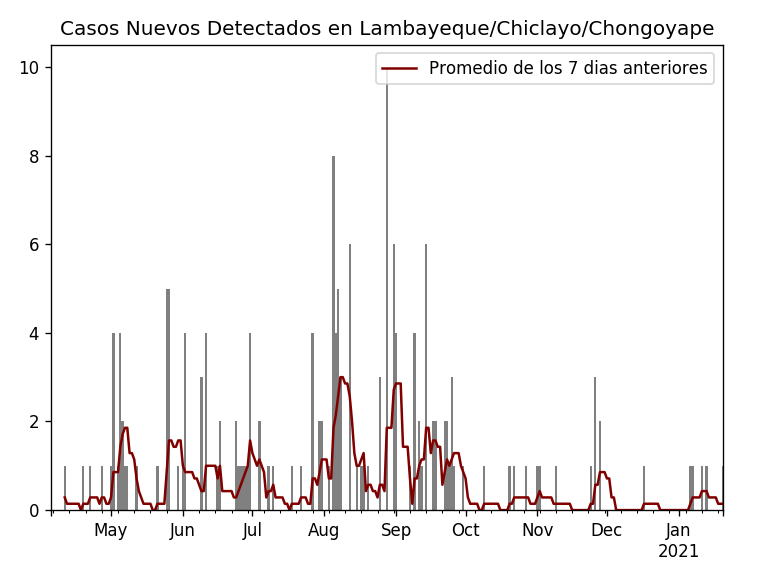 Casos Nuevos Detectados en Lambayeque/Chiclayo/Chongoyape
Promedio de los 7 dias anteriores
10
8
6
4
2
0
May Jun Jul Aug Sep Oct Nov Dec Jan
2021